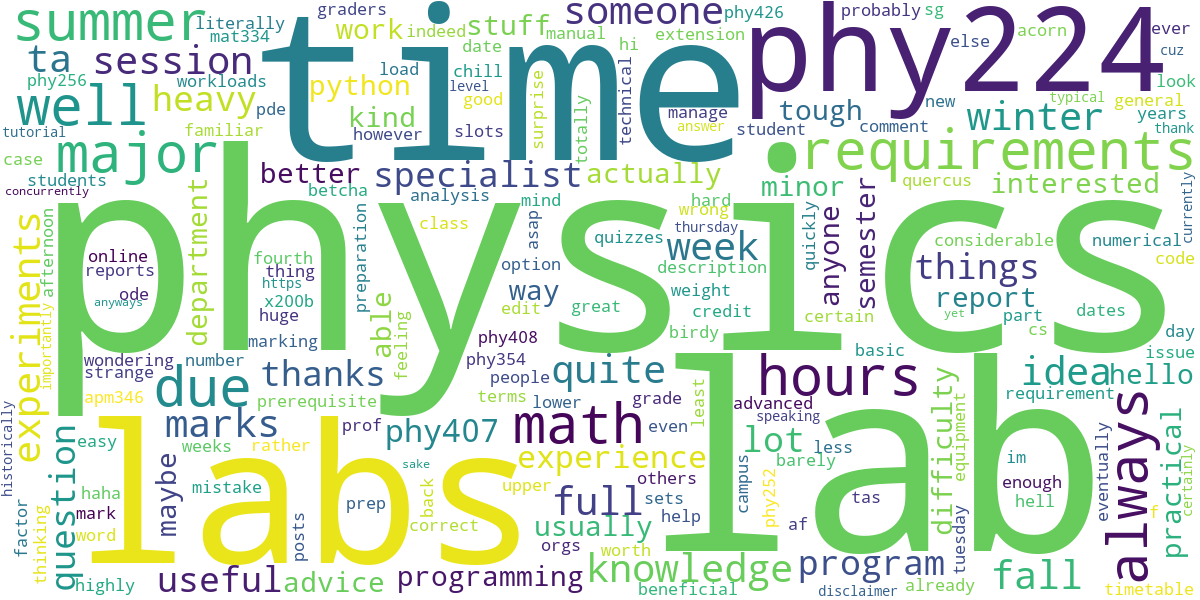 graders
probably
sg
phy426
summer
literally
someone
acorn
ever
work
indeed
stuff
manual
extension
else
mat334
time
phy224
ta
session
date
hi
look
phy256
workloads
load
chill
surprise
technical
cuz
heavy
python
level
good
totally
manage
new
typical
general
well
pde
kind
tough
winter
years
tutorial
familiar
however
slots
answer
student
comment
thank
case
major
requirements
students
better
specialist
actually
minor
quercus
interested
concurrently
betcha
analysis
mind
hard
department
preparation
class
asap
wrong
thursday
quickly
semester
considerable
numerical
currently
experiments
afternoon
physics
online
fourth
option
quizzes
week
anyone
code
reports
thing
https
way
description
things
ode
x200b
able
great
weight
certain
report
dates
anyways
huge
edit
credit
part
cs
day
importantly
marking
feeling
birdy
phy408
basic
issue
wondering
number
thanks
phy354
quite
hours
idea
hello
strange
due
people
lower
apm346
prerequisite
terms
grade
least
advanced
difficulty
equipment
requirement
historically
marks
prof
math
even
speaking
always
practical
question
easy
weeks
rather
phy407
lot
less
labs
lab
maybe
experience
others
barely
im
eventually
certainly
haha
mistake
back
sake
upper
full
sets
help
campus
phy252
tas
enough
hell
factor
thinking
mark
prep
correct
usually
af
f
word
posts
orgs
worth
program
tuesday
highly
useful
advice
programming
knowledge
beneficial
disclaimer
already
fall
timetable
yet